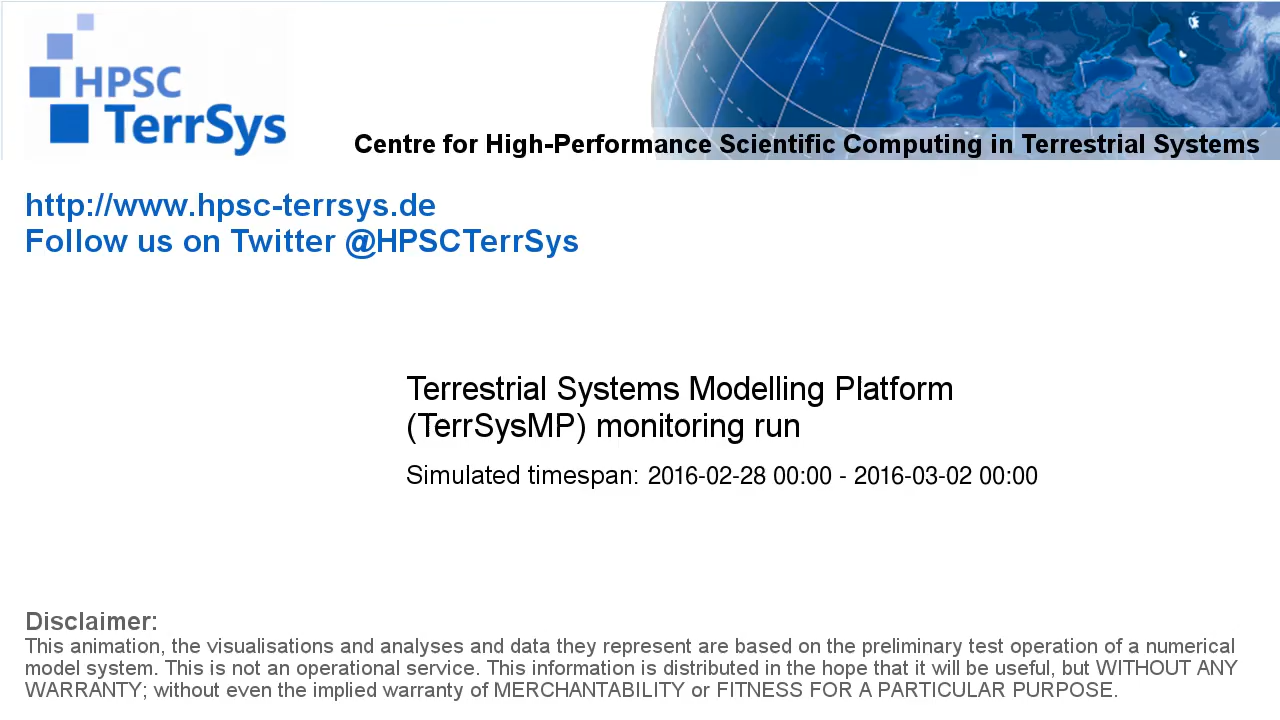 HPSC
TerrSys
Centre for High-Performance Scientific Computing in Terrestrial Systems
http://www.hpsc-terrsys.de
Follow us on Twitter @HPSCTerrSys
Terrestrial Systems Modelling Platform
(TerrSysMP) monitoring run
Simulated timespan: 2016-02-28 00:00 - 2016-03-02 00:00
Disclaimer:
This animation, the visualisations and analyses and data they represent are based on the preliminary test operation of a numerical
model system. This is not an operational service. This information is distributed in the hope that it will be useful, but WITHOUT ANY
WARRANTY; without even the implied warranty of MERCHANTABILITY or FITNESS FOR A PARTICULAR PURPOSE.